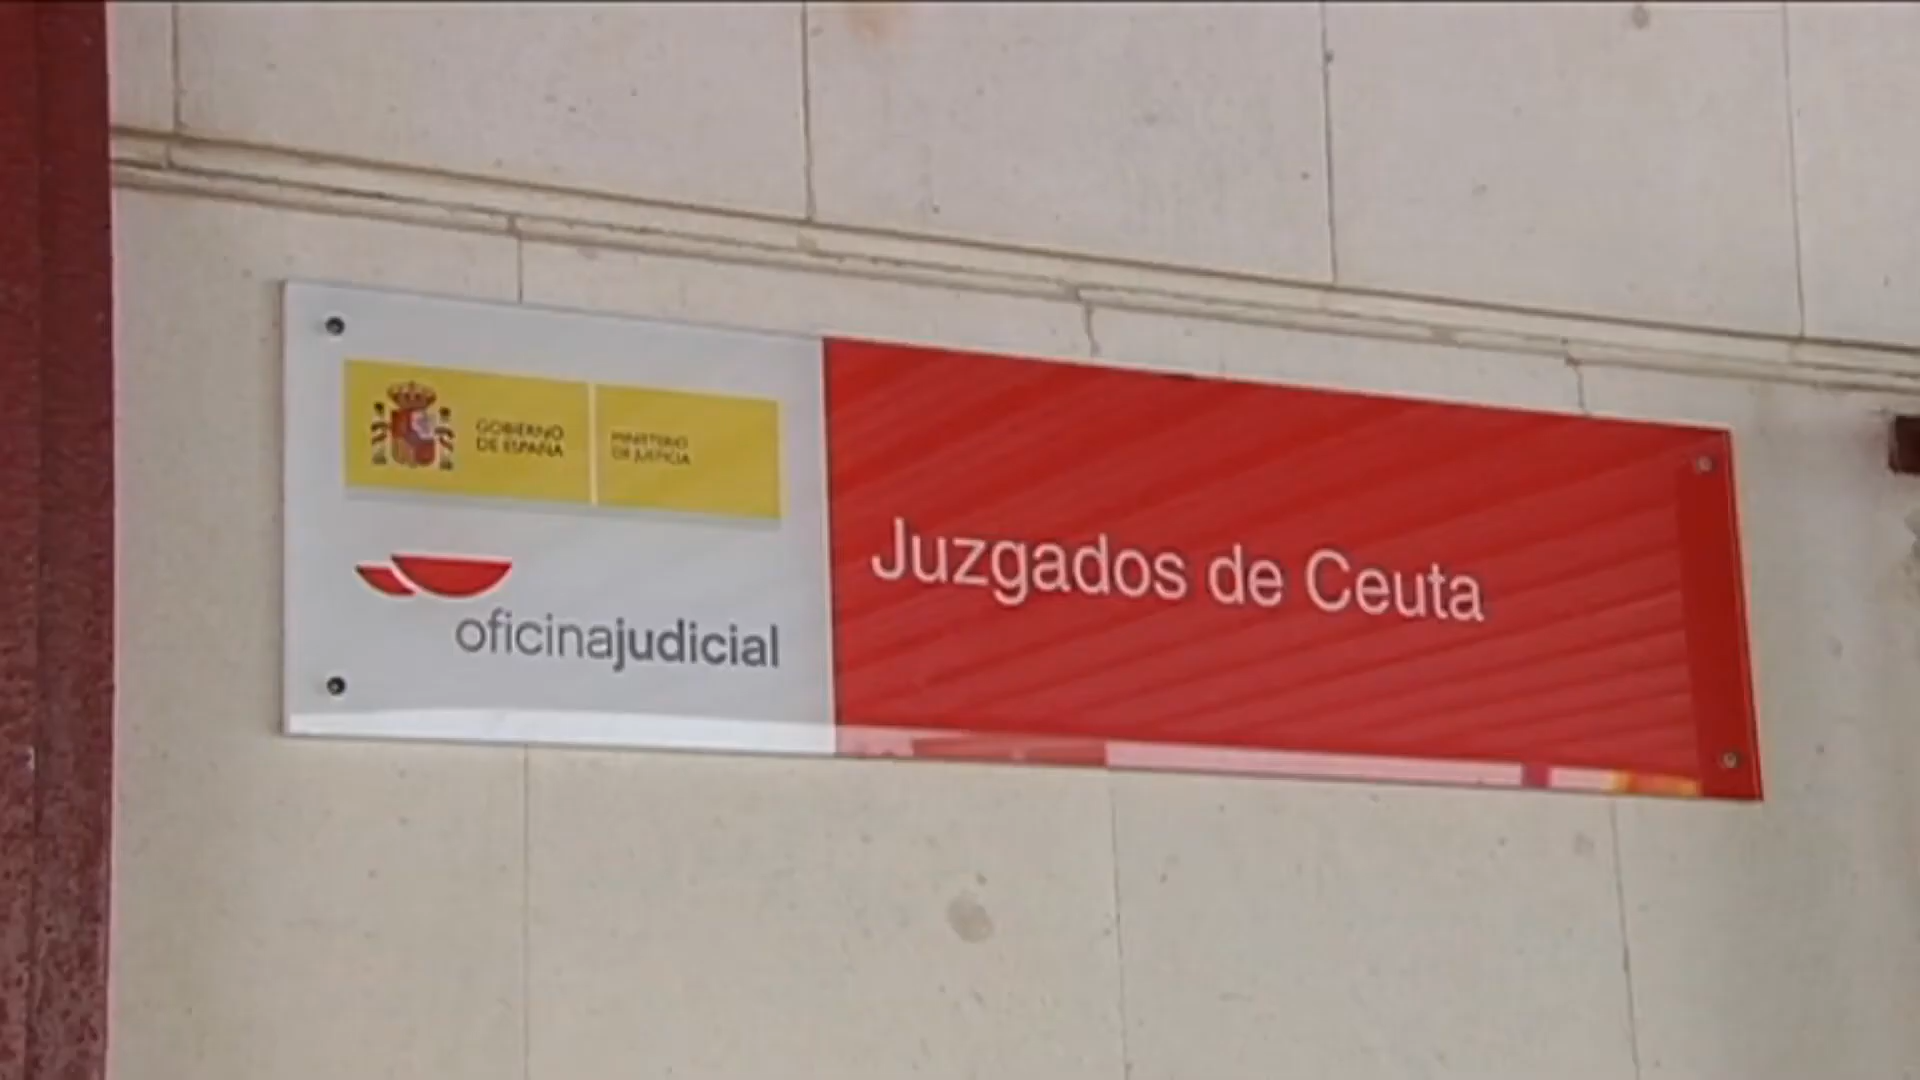 GOBIERNO
DE ESPAÑA
MINISTERIO
DE JUSTICIA
oficinajudicial
Juzgados de Ceuta